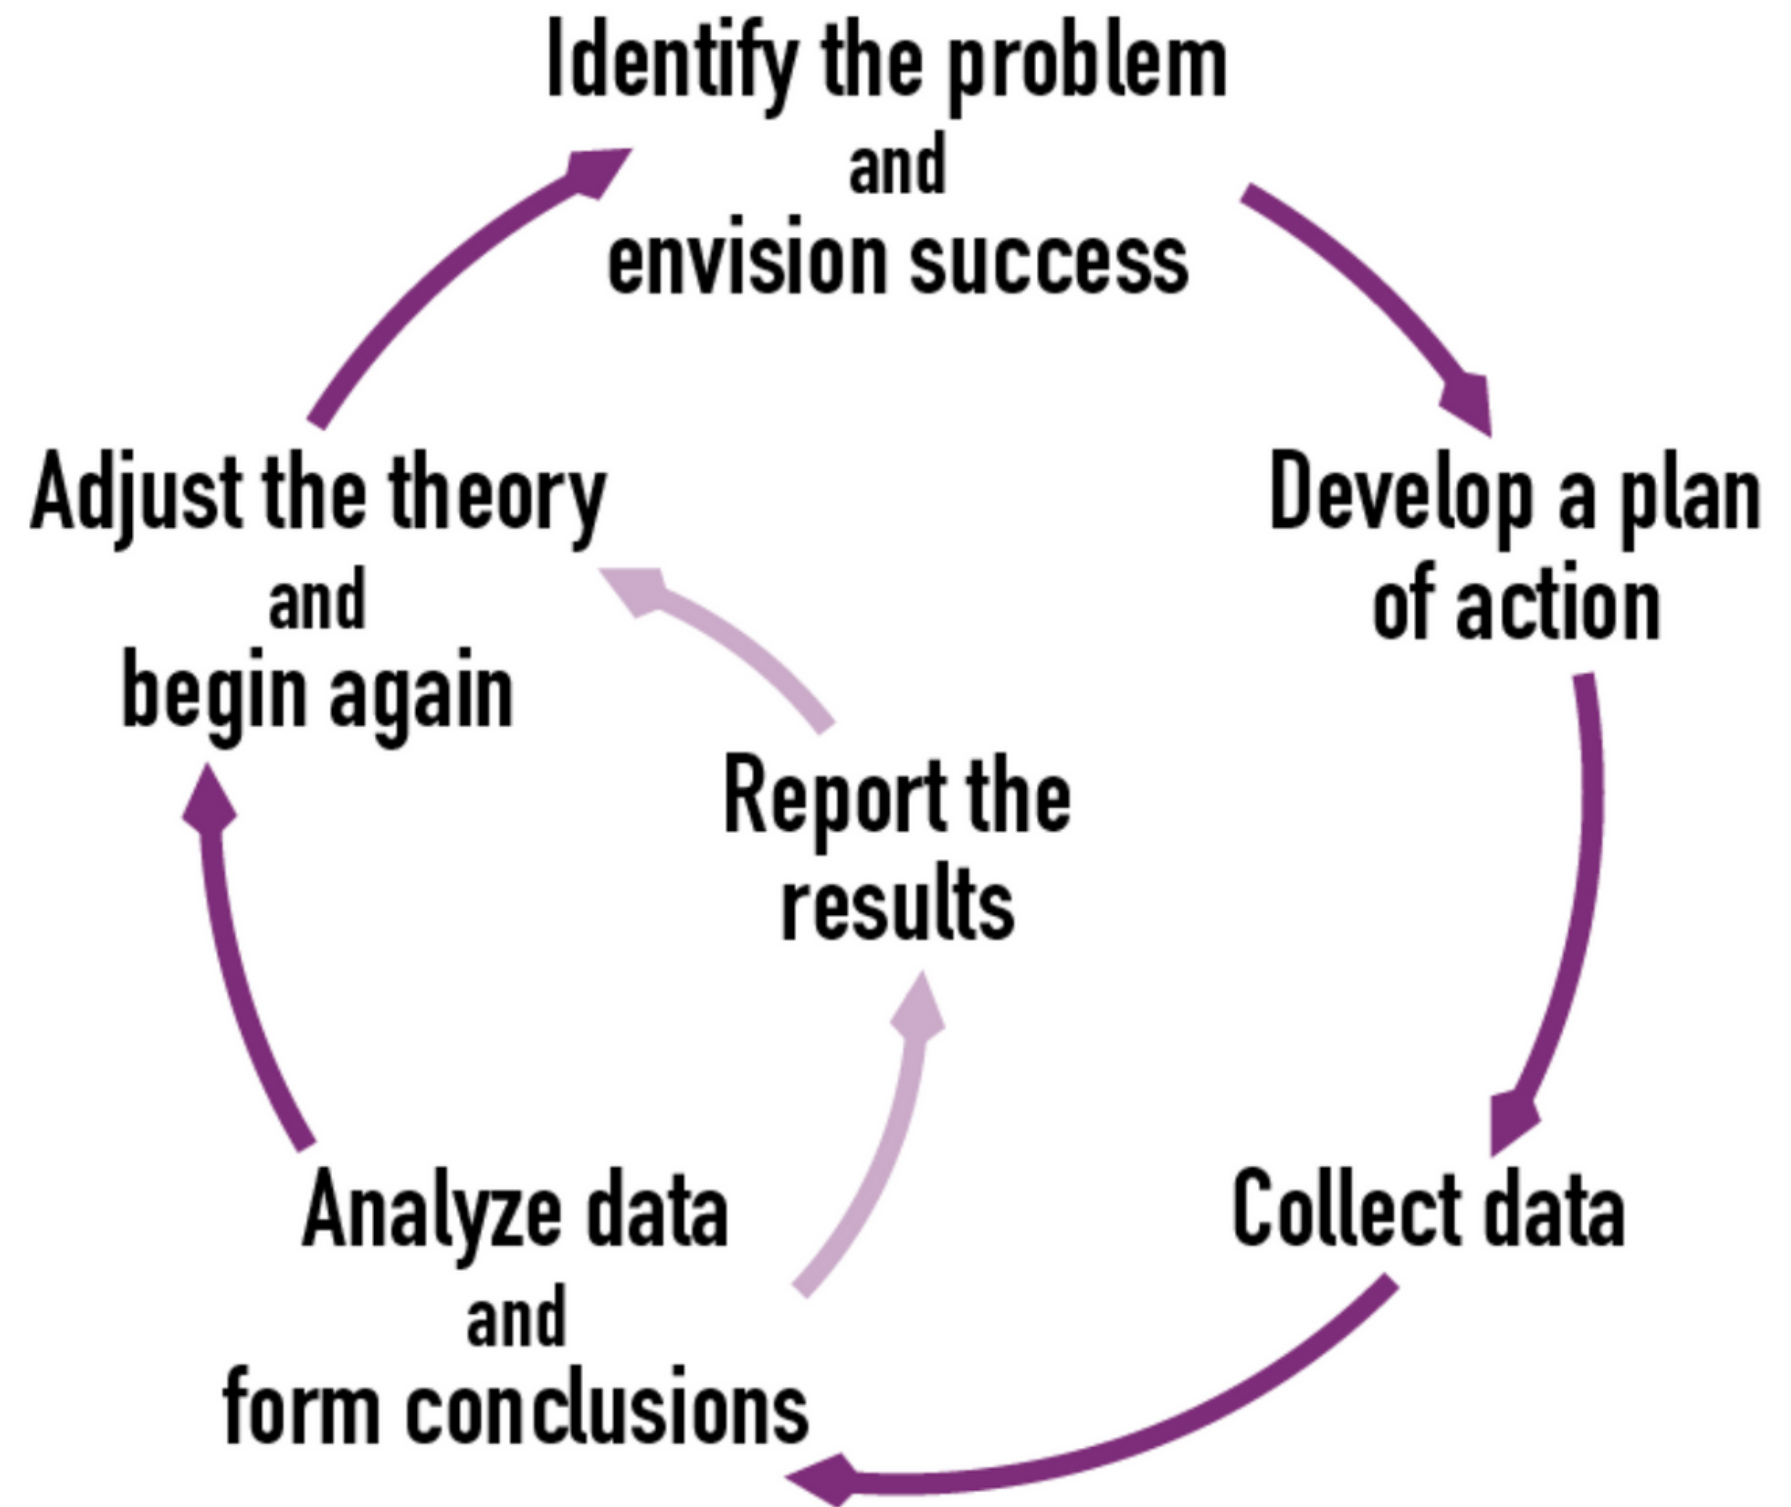 Identify the problem
and
envision success
Develop a plan
of action
Collect data
Analyze data
and
form conclusions
Report the
results
Adjust the theory
and
begin again